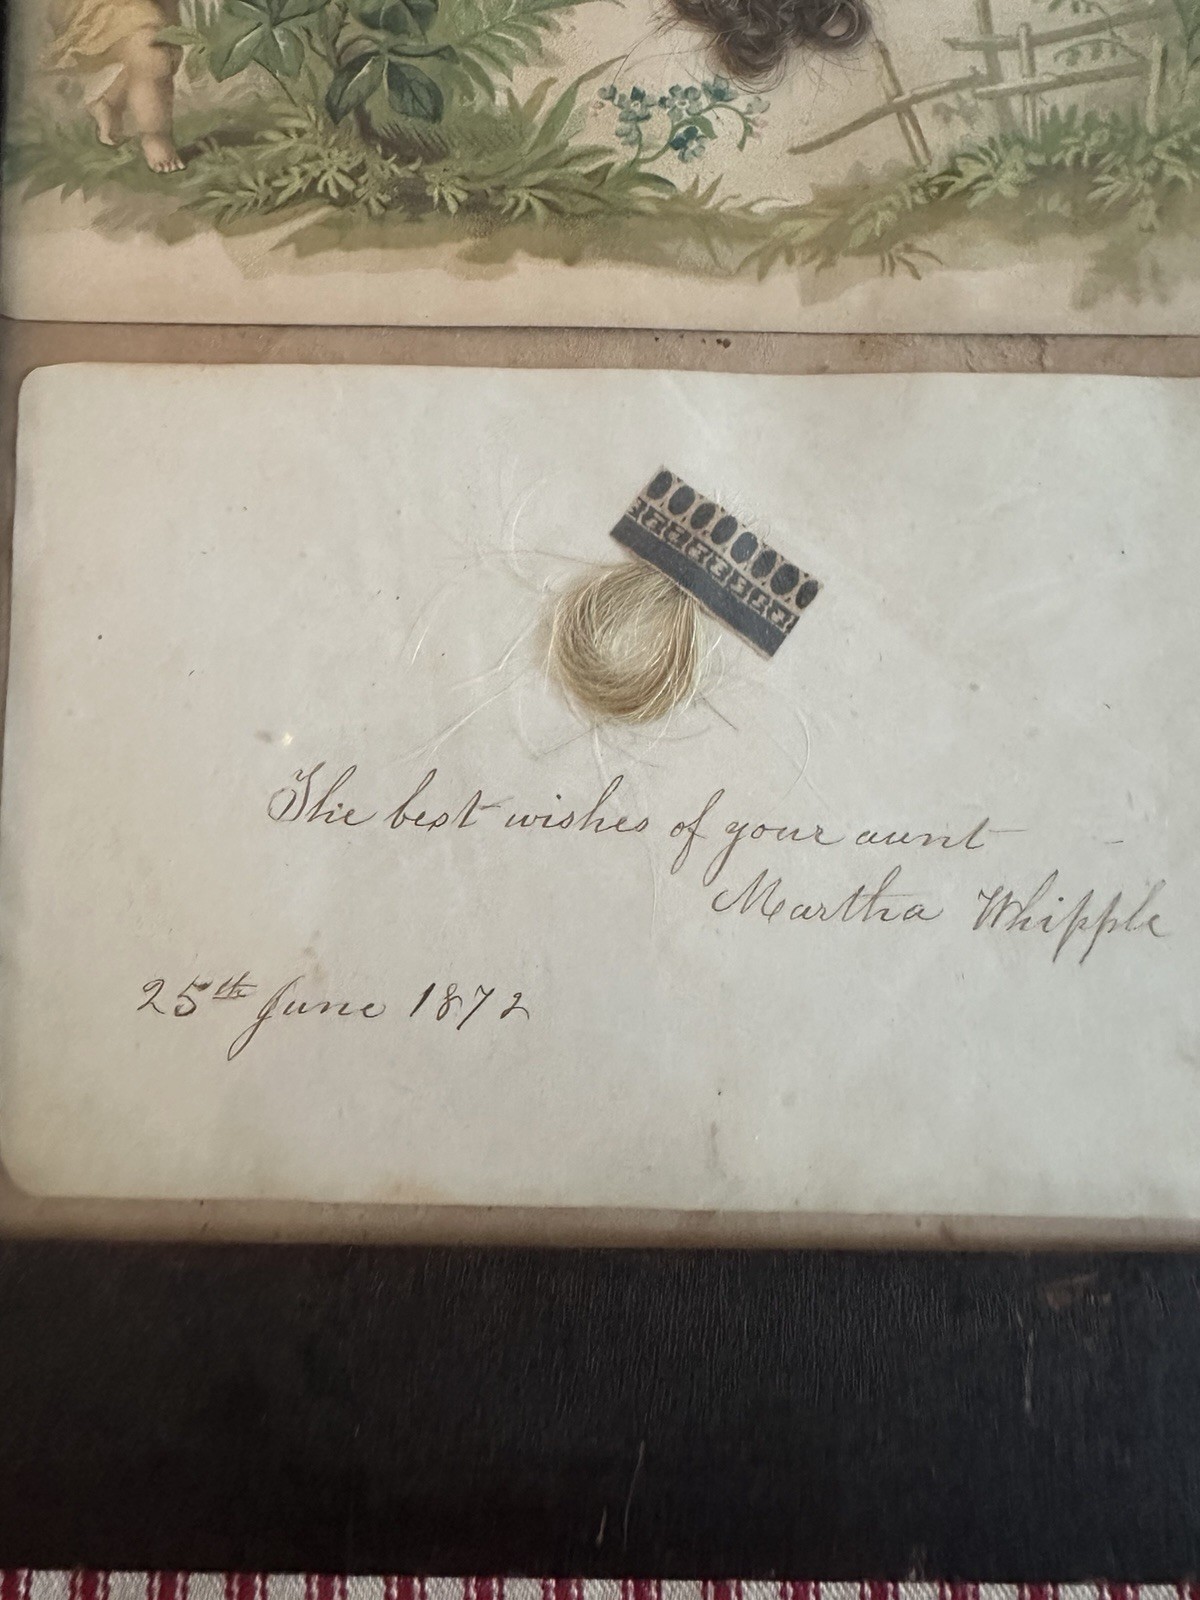 The best wishes of your aunt
Martha Whipple
25th June 1872